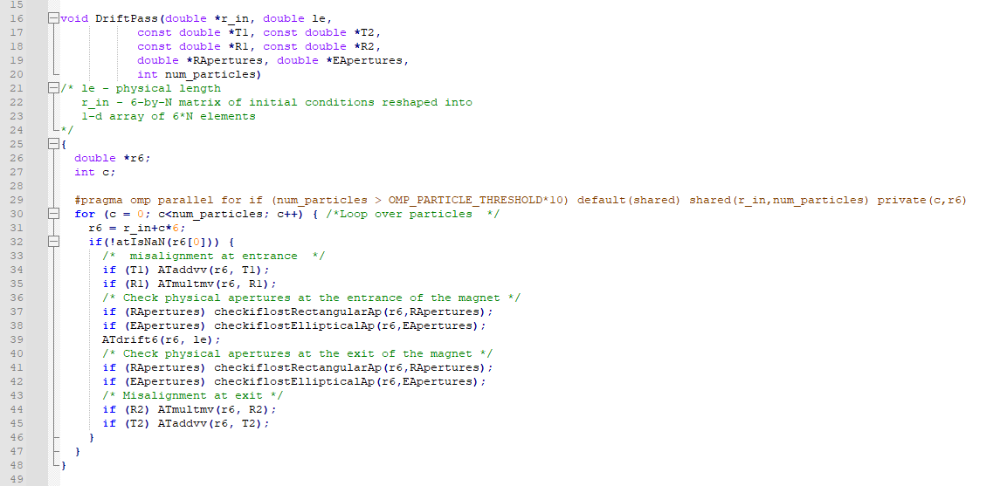 15
16 void DriftPass(double *r_in, double le,
17 const double *T1, const double *T2,
18 const double *R1, const double *R2,
19 double *RApertures, double *EApertures,
20 int num_particles)
21 /* le - physical length
22 r_in - 6-by-N matrix of initial conditions reshaped into
23 1-d array of 6*N elements
24 */
25 {
26 double *r6;
27 int c;
28
29 #pragma omp parallel for if (num_particles > OMP_PARTICLE_THRESHOLD*10) default(shared) shared(r_in,num_particles) private(c,r6)
30 for (c = 0; c<num_particles; c++) { /*Loop over particles */
31 r6 = r_in+c*6;
32 if(!atIsNaN(r6[0])) {
33 /* misalignment at entrance */
34 if (T1) ATaddvv(r6, T1);
35 if (R1) ATmultmv(r6, R1);
36 /* Check physical apertures at the entrance of the magnet */
37 if (RApertures) checkiflostRectangularAp(r6,RApertures);
38 if (EApertures) checkiflostEllipticalAp(r6,EApertures);
39 ATdrift6(r6, le);
40 /* Check physical apertures at the exit of the magnet */
41 if (RApertures) checkiflostRectangularAp(r6,RApertures);
42 if (EApertures) checkiflostEllipticalAp(r6,EApertures);
43 /* Misalignment at exit */
44 if (R2) ATmultmv(r6, R2);
45 if (T2) ATaddvv(r6, T2);
46 }
47 }
48 }
49